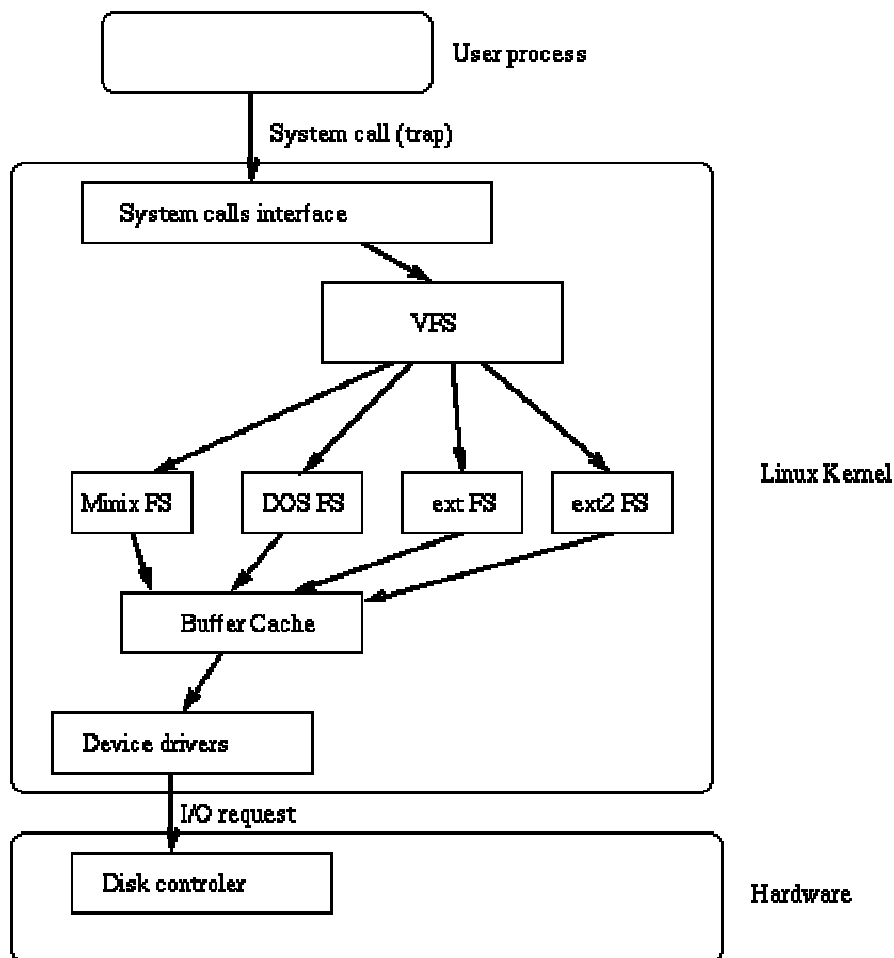 User process
System call (trap)
System calls interface
VFS
Linux Kernel
Minix FS
DOS FS
ext FS
ext2 FS
Buffer Cache
Device drivers
I/O request
Disk controler
Hardware